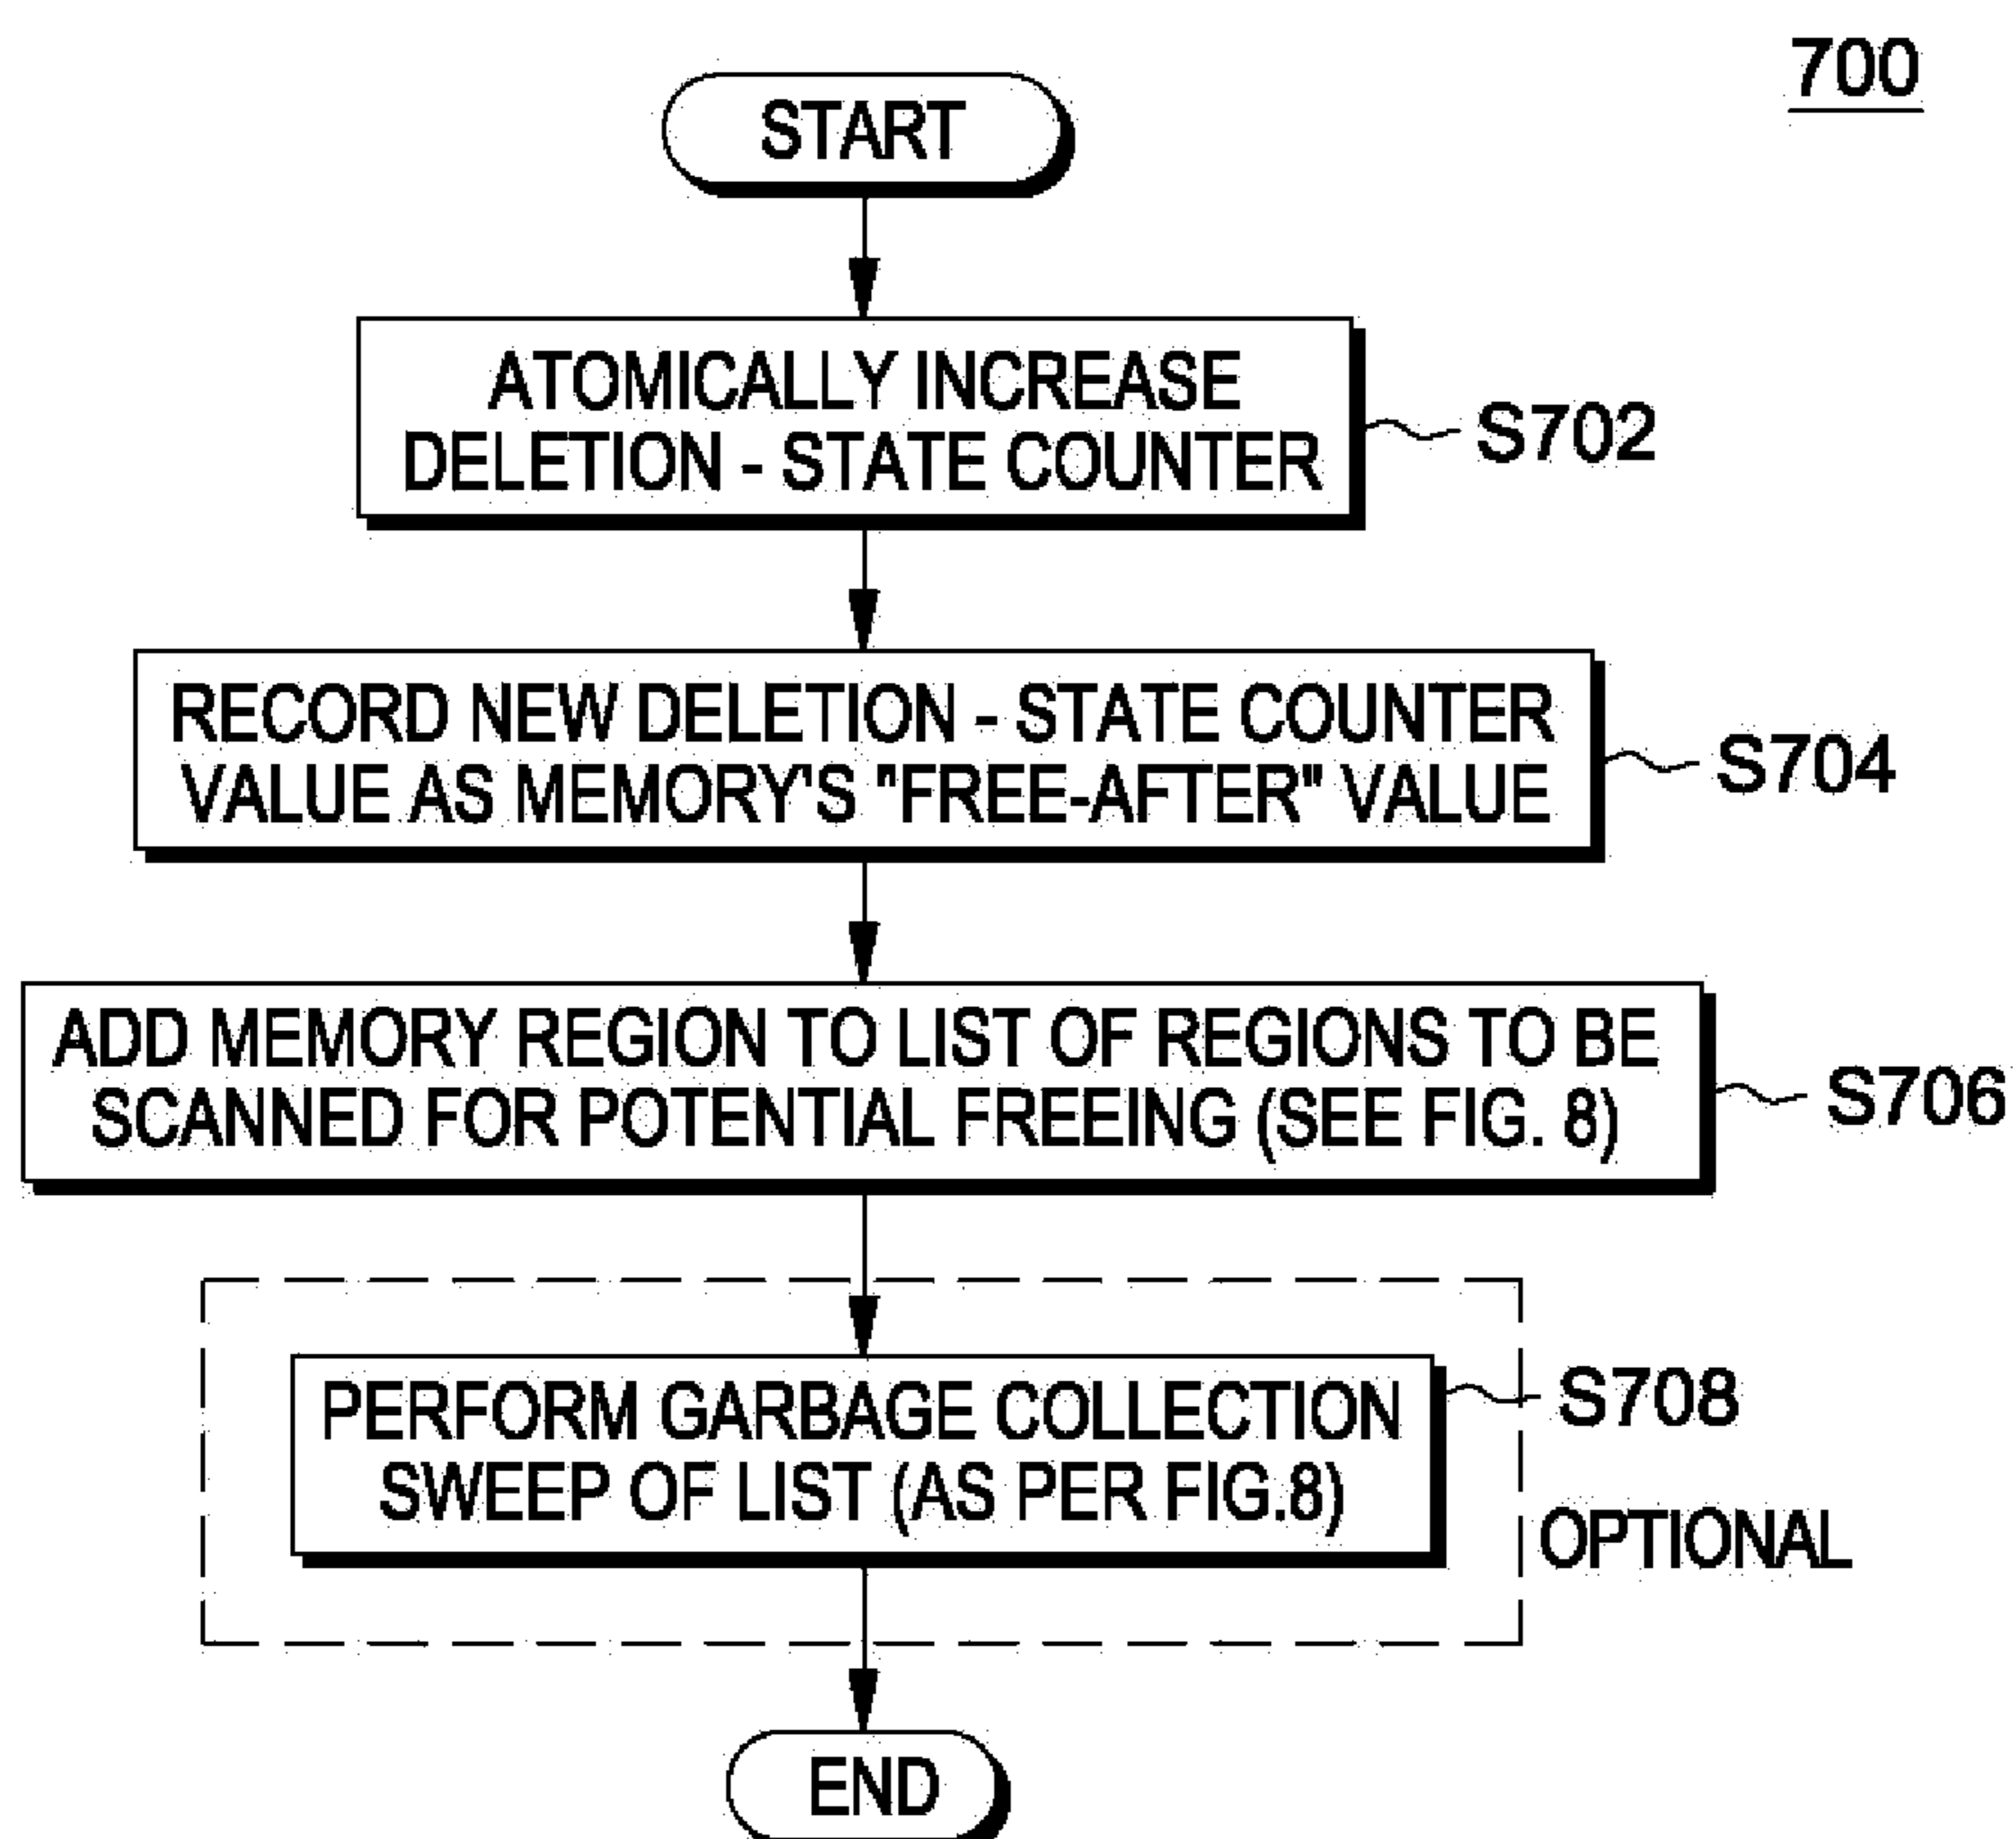 700
START
ATOMICALLY INCREASE
DELETION - STATE COUNTER
S702
RECORD NEW DELETION - STATE COUNTER
VALUE AS MEMORY'S "FREE-AFTER" VALUE
S704
ADD MEMORY REGION TO LIST OF REGIONS TO BE
SCANNED FOR POTENTIAL FREEING (SEE FIG. 8)
S706
PERFORM GARBAGE COLLECTION
SWEEP OF LIST (AS PER FIG.8)
S708
OPTIONAL
END